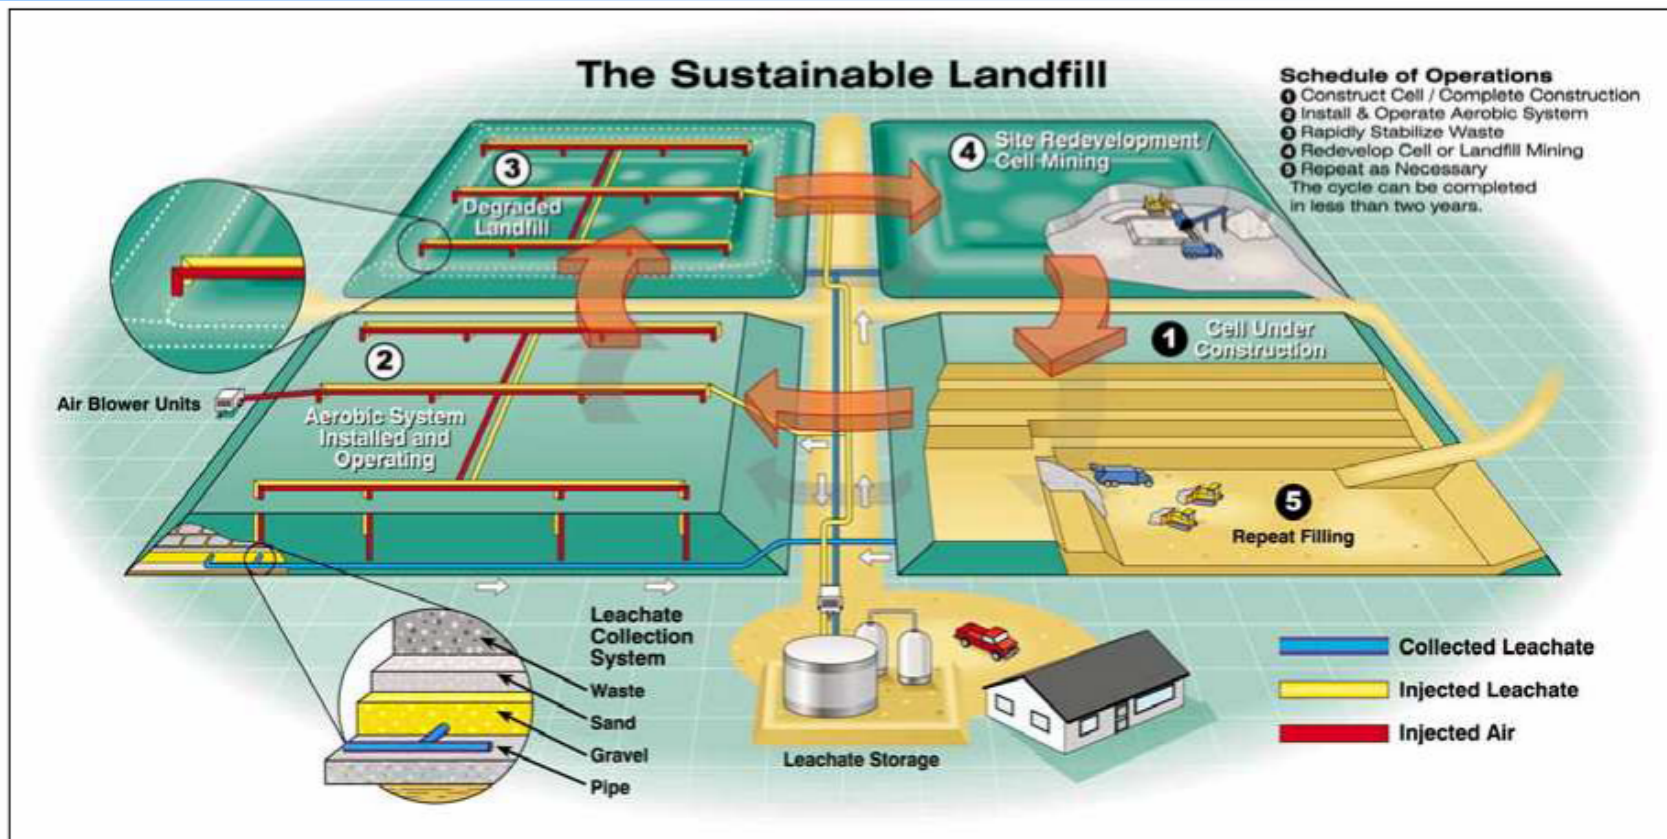 The Sustainable Landfill
Schedule of Operations
1 Construct Cell / Complete Construction
2 Install & Operate Aerobic System
3 Rapidly Stabilize Waste
4 Redevelop Cell or Landfill Mining
5 Repeat as Necessary
The cycle can be completed
in less than two years.
3
Degraded
Landfill
4
Site Redevelopment /
Cell Mining
2
Aerobic System
Installed and
Operating
Air Blower Units
1
Cell Under
Construction
5
Repeat Filling
Leachate
Collection
System
Waste
Sand
Gravel
Pipe
Leachate Storage
Collected Leachate
Injected Leachate
Injected Air